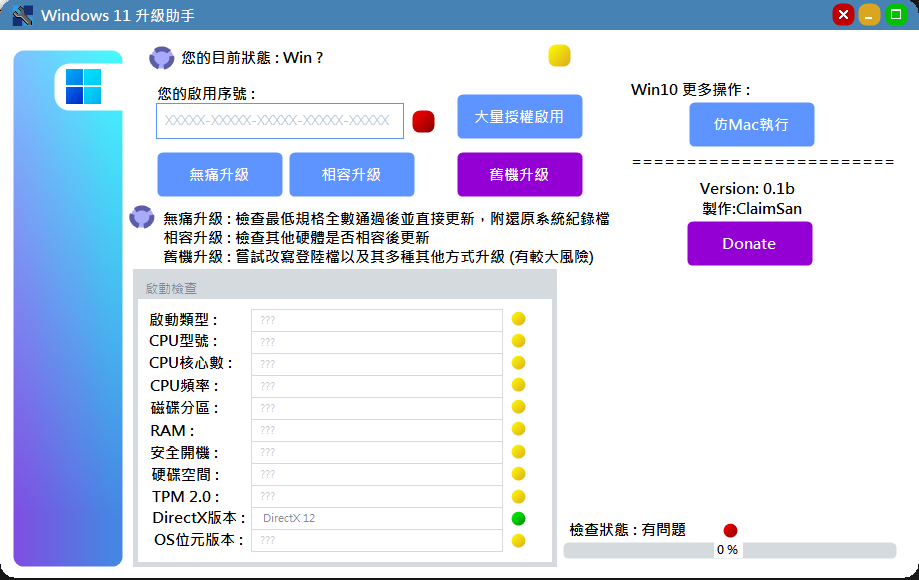 Windows 11 升級助手
您的目前狀態 : Win ?
您的啟用序號 :
XXXXX-XXXXX-XXXXX-XXXXX-XXXXX
大量授權啟用
無痛升級
相容升級
舊機升級
無痛升級 : 檢查最低規格全數通過後並直接更新，附還原系統紀錄檔
相容升級 : 檢查其他硬體是否相容後更新
舊機升級 : 嘗試改寫登陸檔以及其多種其他方式升級 (有較大風險)
Win10 更多操作 :
仿Mac執行
========================
Version: 0.1b
製作:ClaimSan
Donate
啟動檢查
啟動類型 : ???
CPU型號 : ???
CPU核心數 : ???
CPU頻率 : ???
磁碟分區 : ???
RAM : ???
安全開機 : ???
硬碟空間 : ???
TPM 2.0 : ???
DirectX版本 : DirectX 12
OS位元版本 : ???
檢查狀態 : 有問題
0 %